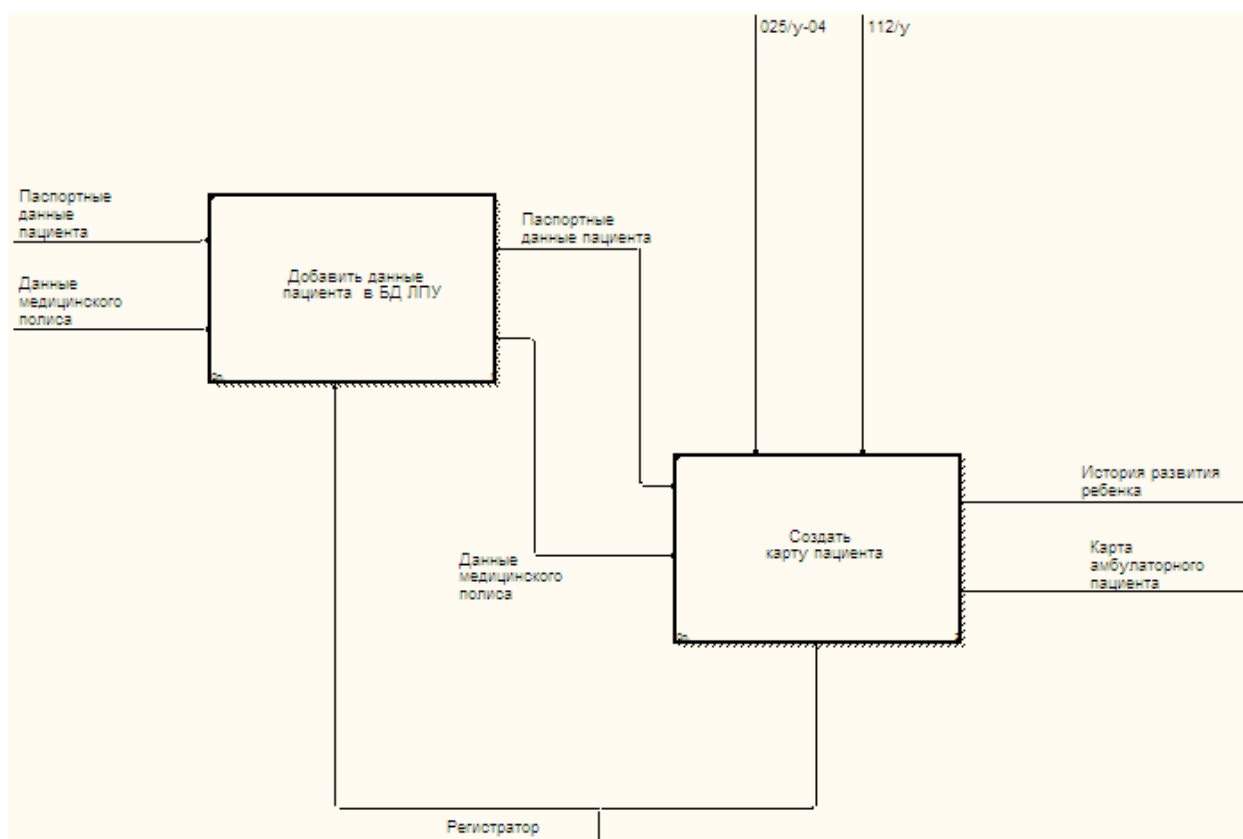 025/у-04
112/у
Паспортные
данные
пациента
Данные
медицинского
полиса
Добавить данные
пациента в БД ЛПУ
Паспортные
данные пациента
Данные
медицинского
полиса
Создать
карту пациента
История развития
ребенка
Карта
амбулаторного
пациента
Регистратор